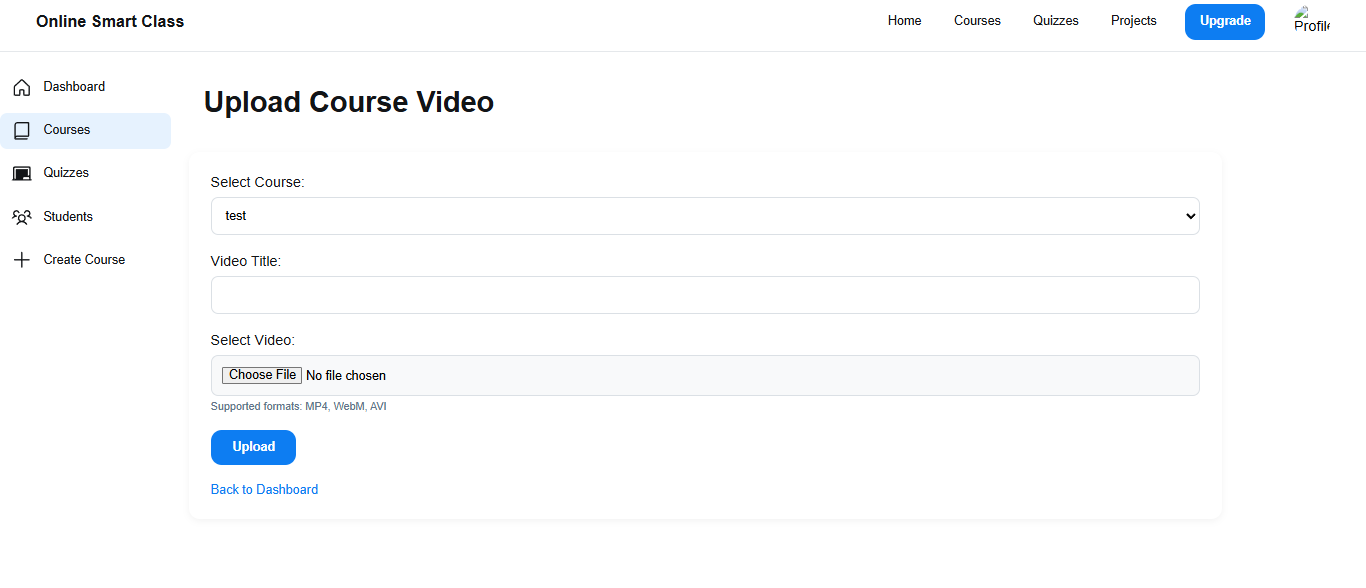 Online Smart Class
Home Courses Quizzes Projects Upgrade Profile
Dashboard
Courses
Quizzes
Students
Create Course
Upload Course Video
Select Course:
test
Video Title:
Select Video:
Choose File No file chosen
Supported formats: MP4, WebM, AVI
Upload
Back to Dashboard